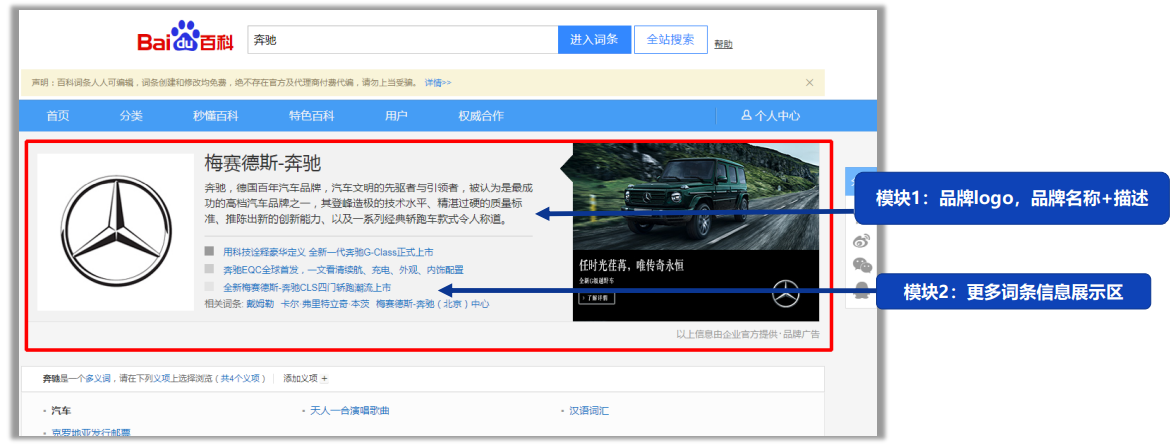 Bai du 百科
奔驰
进入词条
全站搜索
帮助
声明：百科词条人人可编辑，词条创建和修改均免费，绝不存在官方及代理商付费代编，请勿上当受骗。 详情>>
首页 分类 秒懂百科 特色百科 用户 权威合作 个人中心
梅赛德斯-奔驰
奔驰，德国百年汽车品牌，汽车文明的先驱者与引领者，被认为是最成
功的高档汽车品牌之一，其登峰造极的技术水平、精湛过硬的质量标
准、推陈出新的创新能力、以及一系列经典轿跑车款式令人称道。
用科技诠释豪华定义 全新一代奔驰G-Class正式上市
奔驰EQC全球首发，一文看清续航、充电、外观、内饰配置
全新梅赛德斯-奔驰CLS四门轿跑潮流上市
相关词条: 戴姆勒 卡尔·弗里特立奇·本茨 梅赛德斯-奔驰（北京）中心
任时光荏苒，唯传奇永恒
全新G级越野车
› 了解详情
以上信息由企业官方提供·品牌广告
模块1：品牌logo，品牌名称+描述
模块2：更多词条信息展示区
奔驰是一个多义词，请在下列义项上选择浏览（共4个义项） 添加义项 +
· 汽车
· 天人一合演唱歌曲
· 汉语词汇
· 克罗地亚发行邮票